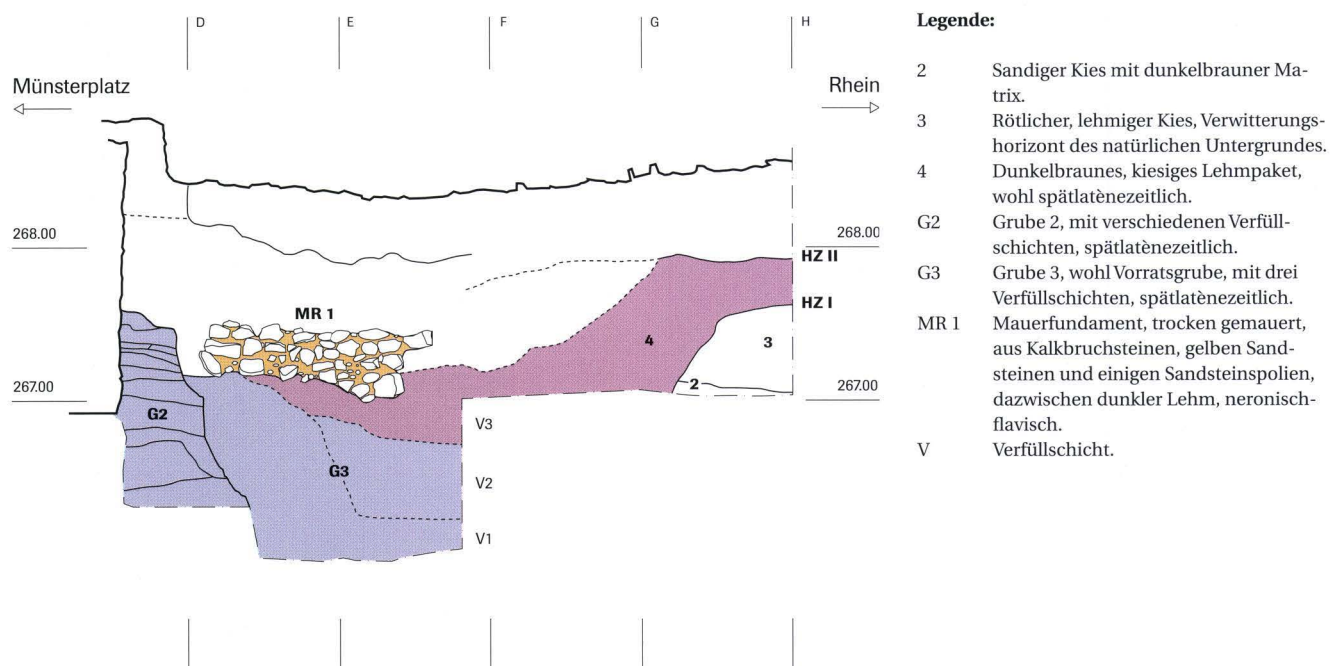 D E F G H
Münsterplatz
Rhein
268.00
268.00
HZ II
HZ I
MR 1
4
3
2
267.00
267.00
G2
V3
G3
V2
V1
Legende:
2 Sandiger Kies mit dunkelbrauner Ma-
trix.
3 Rötlicher, lehmiger Kies, Verwitterungs-
horizont des natürlichen Untergrundes.
4 Dunkelbraunes, kiesiges Lehmpaket,
wohl spätlatènezeitlich.
G2 Grube 2, mit verschiedenen Verfüll-
schichten, spätlatènezeitlich.
G3 Grube 3, wohl Vorratsgrube, mit drei
Verfüllschichten, spätlatènezeitlich.
MR 1 Mauerfundament, trocken gemauert,
aus Kalkbruchsteinen, gelben Sand-
steinen und einigen Sandsteinspolien,
dazwischen dunkler Lehm, neronisch-
flavisch.
V Verfüllschicht.